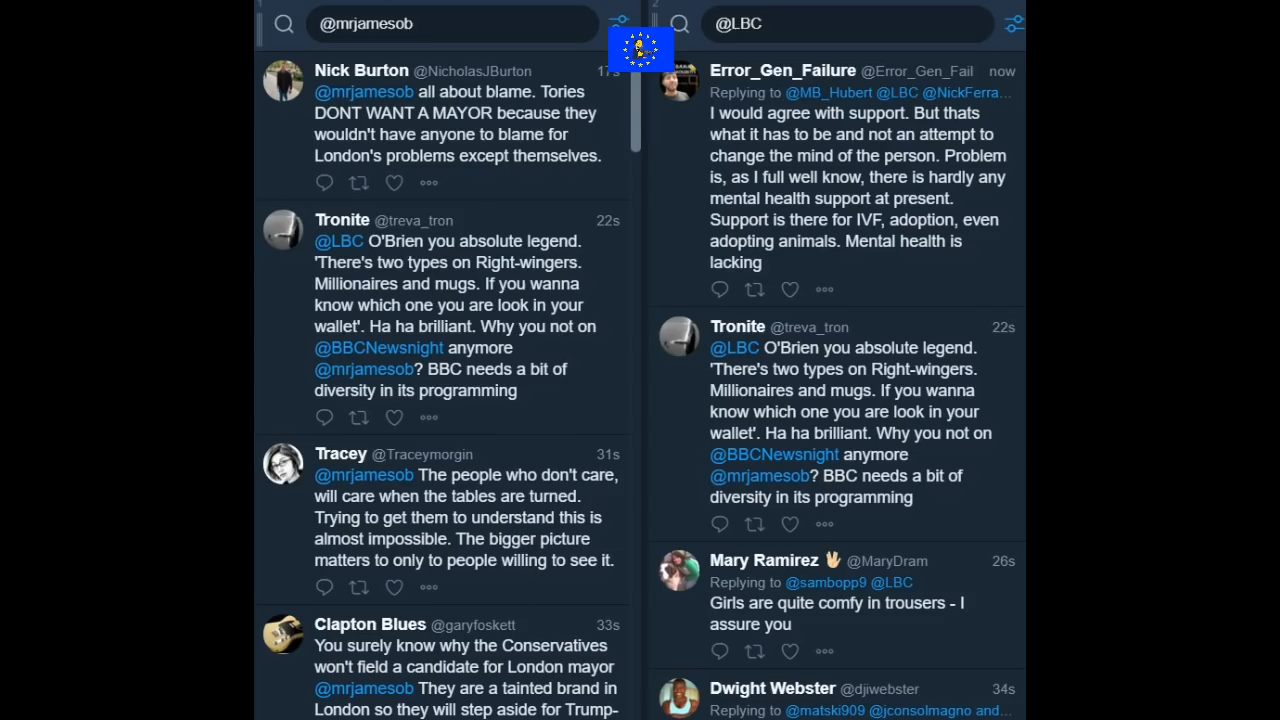 1
@mrjamesob
Nick Burton @NicholasJBurton 17s
@mrjamesob all about blame. Tories
DONT WANT A MAYOR because they
wouldn't have anyone to blame for
London's problems except themselves.
Tronite @treva_tron 22s
@LBC O'Brien you absolute legend.
'There's two types on Right-wingers.
Millionaires and mugs. If you wanna
know which one you are look in your
wallet'. Ha ha brilliant. Why you not on
@BBCNewsnight anymore
@mrjamesob? BBC needs a bit of
diversity in its programming
Tracey @Traceymorgin 31s
@mrjamesob The people who don't care,
will care when the tables are turned.
Trying to get them to understand this is
almost impossible. The bigger picture
matters to only to people willing to see it.
Clapton Blues @garyfoskett 33s
You surely know why the Conservatives
won't field a candidate for London mayor
@mrjamesob They are a tainted brand in
London so they will step aside for Trump-
2
@LBC
Error_Gen_Failure @Error_Gen_Fail now
Replying to @MB_Hubert @LBC @NickFerra...
I would agree with support. But thats
what it has to be and not an attempt to
change the mind of the person. Problem
is, as I full well know, there is hardly any
mental health support at present.
Support is there for IVF, adoption, even
adopting animals. Mental health is
lacking
Tronite @treva_tron 22s
@LBC O'Brien you absolute legend.
'There's two types on Right-wingers.
Millionaires and mugs. If you wanna
know which one you are look in your
wallet'. Ha ha brilliant. Why you not on
@BBCNewsnight anymore
@mrjamesob? BBC needs a bit of
diversity in its programming
Mary Ramirez 🖖🏼 @MaryDram 26s
Replying to @sambopp9 @LBC
Girls are quite comfy in trousers - I
assure you
Dwight Webster @djiwebster 34s
Replying to @matski909 @jconsolmagno and...